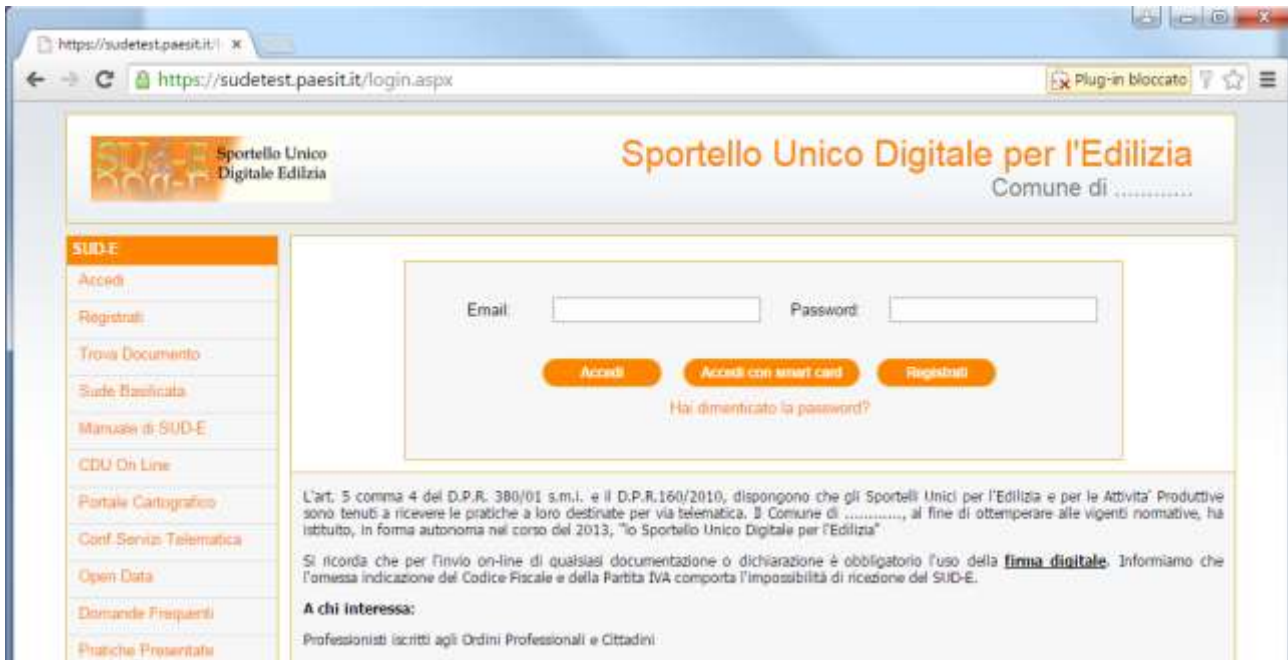 https://sudetest.paesit.it/l
https://sudetest.paesit.it/login.aspx
Plug-in bloccato
SUD-E
Sportello Unico
Digitale Edilzia
Sportello Unico Digitale per l'Edilizia
Comune di ............
SUD-E
Accedi
Registrati
Trova Documento
Sude Basilicata
Manuale di SUD-E
CDU On Line
Portale Cartografico
Conf Servizi Telematica
Open Data
Domande Frequenti
Pratiche Presentate
Email:
Password:
Accedi
Accedi con smart card
Registrati
Hai dimenticato la password?
L'art. 5 comma 4 del D.P.R. 380/01 s.m.i. e il D.P.R.160/2010, dispongono che gli Sportelli Unici per l'Edilizia e per le Attivita' Produttive
sono tenuti a ricevere le pratiche a loro destinate per via telematica. Il Comune di ............, al fine di ottemperare alle vigenti normative, ha
istituito, in forma autonoma nel corso del 2013, "lo Sportello Unico Digitale per l'Edilizia"
Si ricorda che per l'invio on-line di qualsiasi documentazione o dichiarazione è obbligatorio l'uso della firma digitale. Informiamo che
l'omessa indicazione del Codice Fiscale e della Partita IVA comporta l'impossibilità di ricezione del SUD-E.
A chi interessa:
Professionisti iscritti agli Ordini Professionali e Cittadini